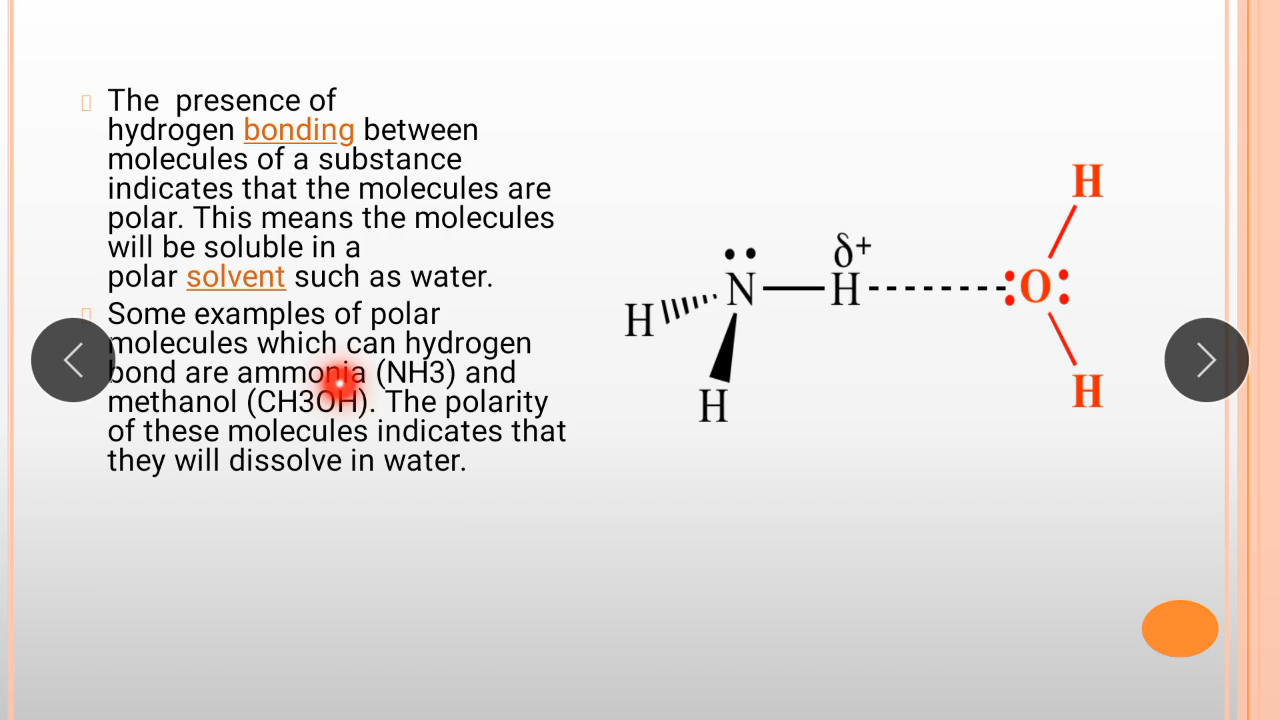 The  presence of
hydrogen bonding between
molecules of a substance
indicates that the molecules are
polar. This means the molecules
will be soluble in a
polar solvent such as water.
Some examples of polar
molecules which can hydrogen
bond are ammonia (NH3) and
methanol (CH3OH). The polarity
of these molecules indicates that
they will dissolve in water.
H
δ+
H N H :O:
H
H